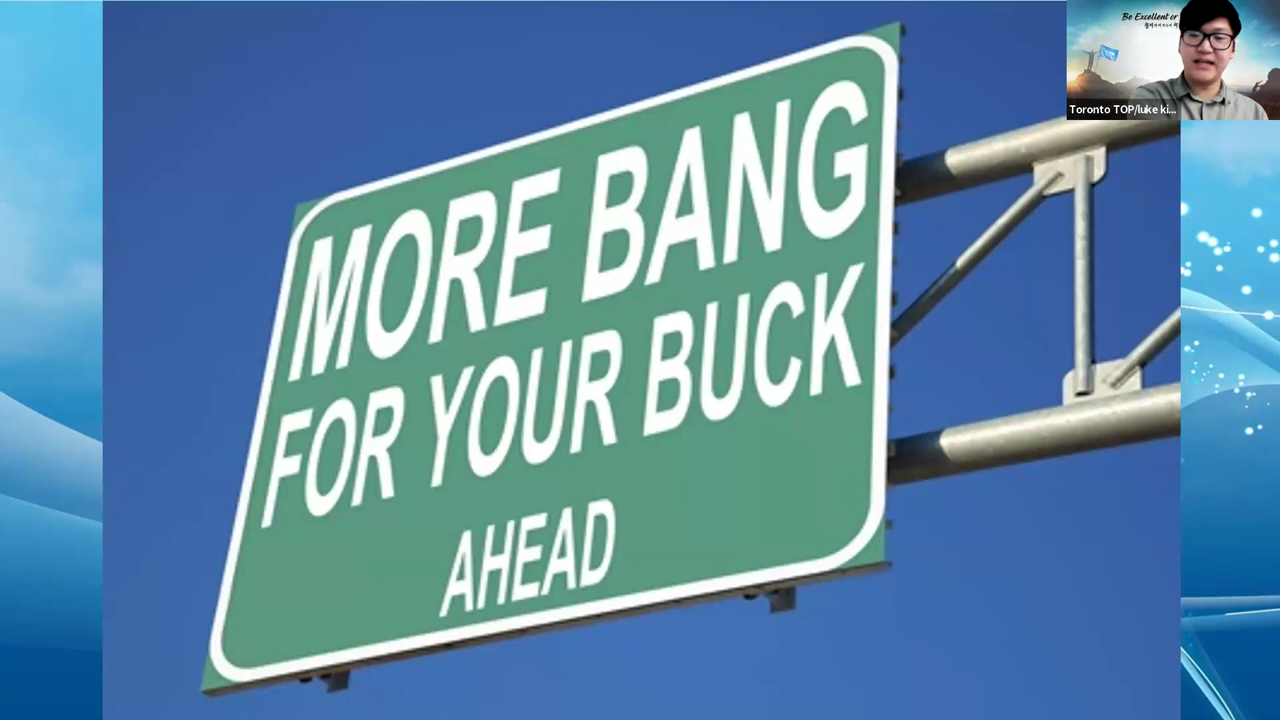 MORE BANG
FOR YOUR BUCK
AHEAD
Be Excellent or
Toronto TOP/luke ki...